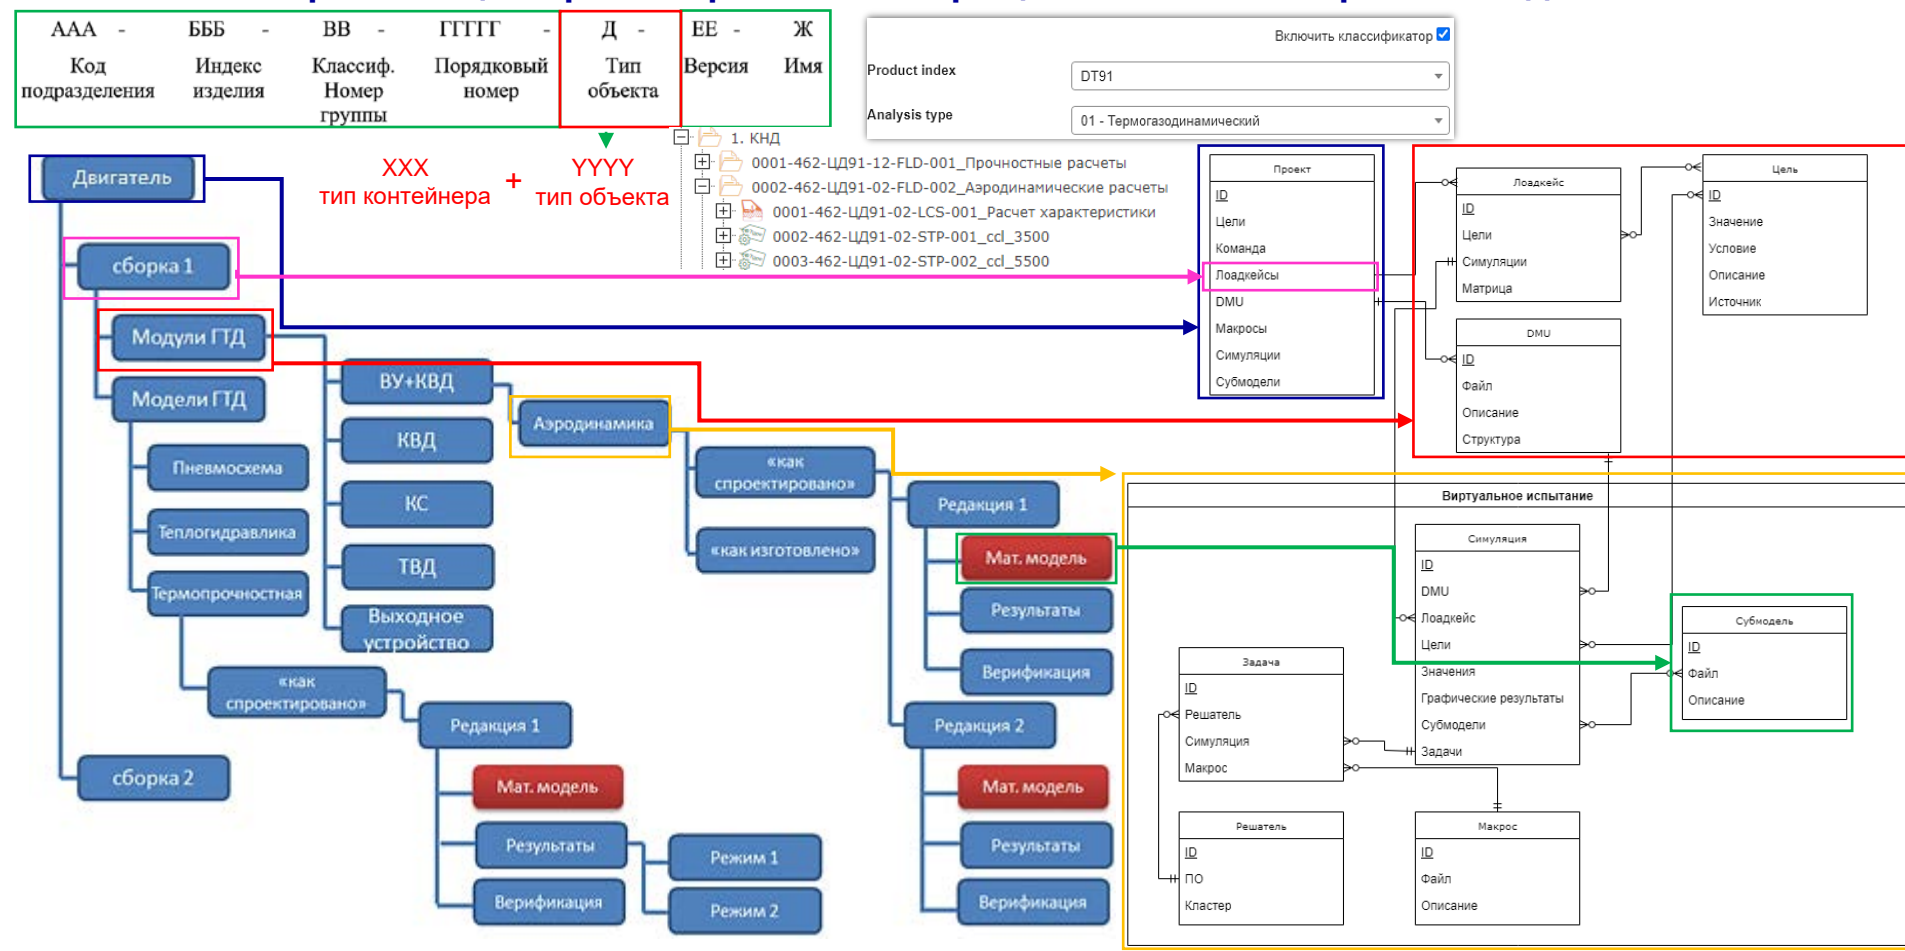 ААА - БББ - ВВ - ГГГГГ - Д - ЕЕ - Ж
Код подразделения
Индекс изделия
Классиф. Номер группы
Порядковый номер
Тип объекта
Версия
Имя
Включить классификатор
Product index
DT91
Analysis type
01 - Термогазодинамический
XXX
тип контейнера
+
YYYY
тип объекта
1. КНД
0001-462-ЦД91-12-FLD-001_Прочностные расчеты
0002-462-ЦД91-02-FLD-002_Аэродинамические расчеты
0001-462-ЦД91-02-LCS-001_Расчет характеристики
0002-462-ЦД91-02-STP-001_ccl_3500
0003-462-ЦД91-02-STP-002_ccl_5500
Двигатель
сборка 1
Модули ГТД
Модели ГТД
Пневмосхема
Теплогидравлика
Термопрочностная
«как
спроектировано»
Редакция 1
Мат. модель
Результаты
Верификация
Режим 1
Режим 2
сборка 2
ВУ+КВД
КВД
КС
ТВД
Выходное
устройство
Аэродинамика
«как
спроектировано»
«как изготовлено»
Редакция 1
Мат. модель
Результаты
Верификация
Редакция 2
Мат. модель
Результаты
Верификация
Проект
ID
Цели
Команда
Лоадкейсы
DMU
Макросы
Симуляции
Субмодели
Лоадкейс
ID
Цели
Симуляции
Матрица
Цель
ID
Значение
Условие
Описание
Источник
DMU
ID
Файл
Описание
Структура
Виртуальное испытание
Симуляция
ID
DMU
Лоадкейс
Цели
Значения
Графические результаты
Субмодели
Задачи
Субмодель
ID
Файл
Описание
Задача
ID
Решатель
Симуляция
Макрос
Решатель
ID
ПО
Кластер
Макрос
ID
Файл
Описание